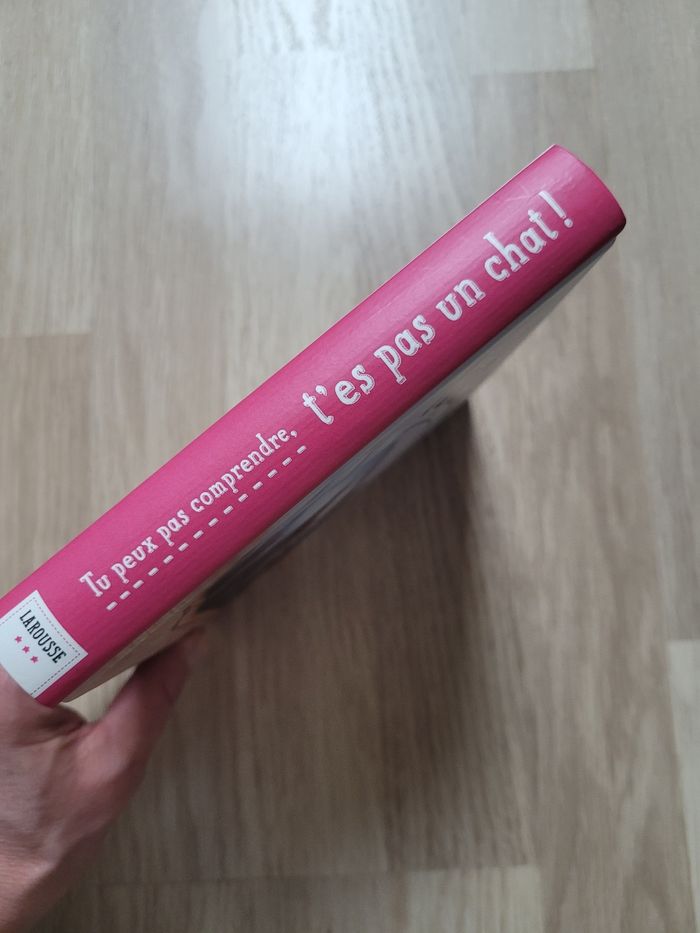 Tu peux pas comprendre, t'es pas un chat !
LAROUSSE